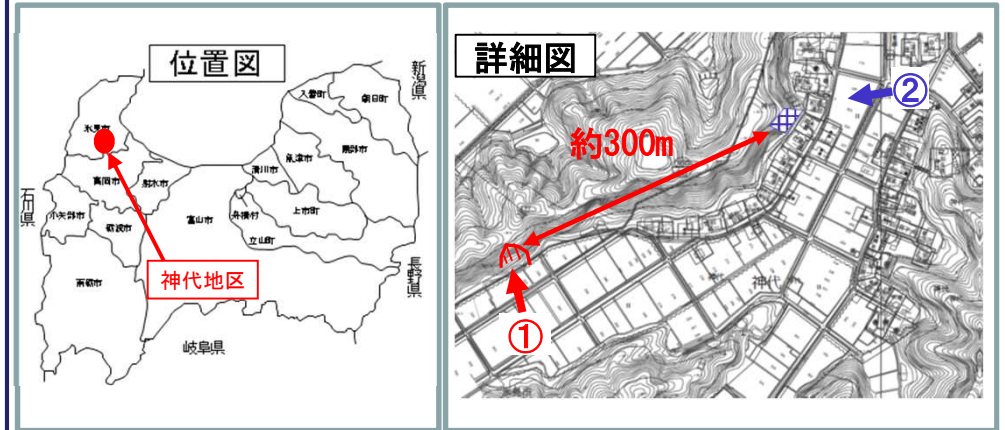 位置図
新潟県
入善町
朝日町
氷見市
黒部市
魚津市
滑川市
高岡市
射水市
石川県
小矢部市
砺波市
富山市
舟橋村
上市町
立山町
神代地区
南砺市
長野県
岐阜県
詳細図
②
約300m
神代
①